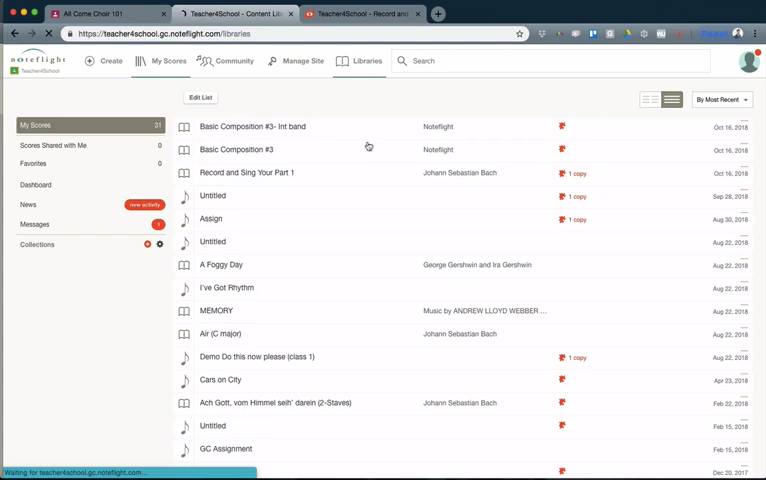 All Come Choir 101
Teacher4School - Content Lib
Teacher4School - Record and
https://teacher4school.gc.noteflight.com/libraries
Paused
noteflight
Teacher4School
Create
My Scores
Community
Manage Site
Libraries
Search
Edit List
By Most Recent
My Scores 31
Scores Shared with Me 0
Favorites 0
Dashboard
News new activity
Messages 1
Collections
Basic Composition #3- Int band Noteflight Oct 16, 2018
Basic Composition #3 Noteflight Oct 16, 2018
Record and Sing Your Part 1 Johann Sebastian Bach 1 copy Oct 16, 2018
Untitled 1 copy Sep 28, 2018
Assign 1 copy Aug 30, 2018
Untitled Aug 22, 2018
A Foggy Day George Gershwin and Ira Gershwin Aug 22, 2018
I've Got Rhythm Aug 22, 2018
MEMORY Music by ANDREW LLOYD WEBBER ... Aug 22, 2018
Air (C major) Johann Sebastian Bach Aug 22, 2018
Demo Do this now please (class 1) 1 copy Aug 22, 2018
Cars on City Apr 23, 2018
Ach Gott, vom Himmel seih' darein (2-Staves) Johann Sebastian Bach Feb 22, 2018
Untitled Feb 15, 2018
GC Assignment Feb 15, 2018
Dec 20, 2017
Waiting for teacher4school.gc.noteflight.com...